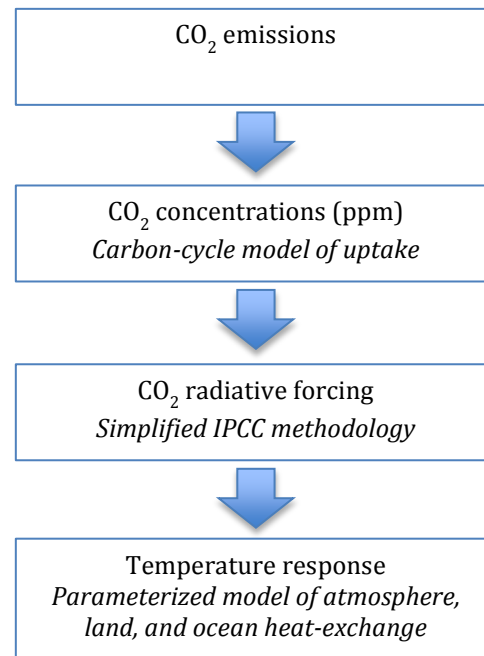 CO₂ emissions
CO₂ concentrations (ppm)
Carbon-cycle model of uptake
CO₂ radiative forcing
Simplified IPCC methodology
Temperature response
Parameterized model of atmosphere,
land, and ocean heat-exchange